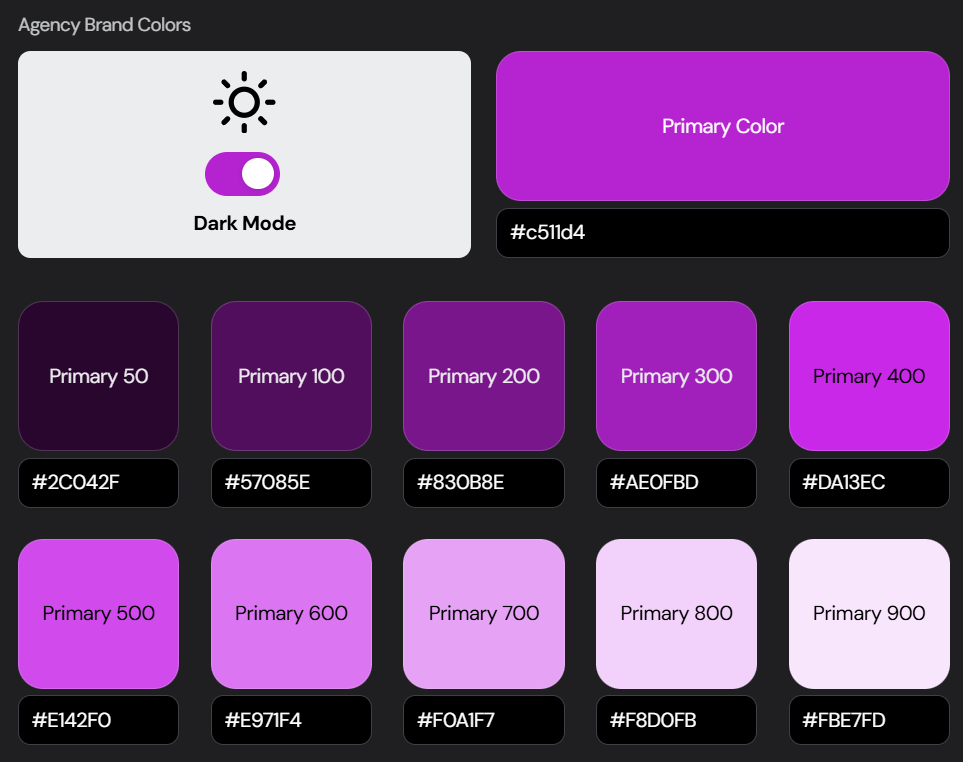 Agency Brand Colors
Dark Mode
Primary Color
#c511d4
Primary 50
Primary 100
Primary 200
Primary 300
Primary 400
#2C042F
#57085E
#830B8E
#AE0FBD
#DA13EC
Primary 500
Primary 600
Primary 700
Primary 800
Primary 900
#E142F0
#E971F4
#F0A1F7
#F8D0FB
#FBE7FD